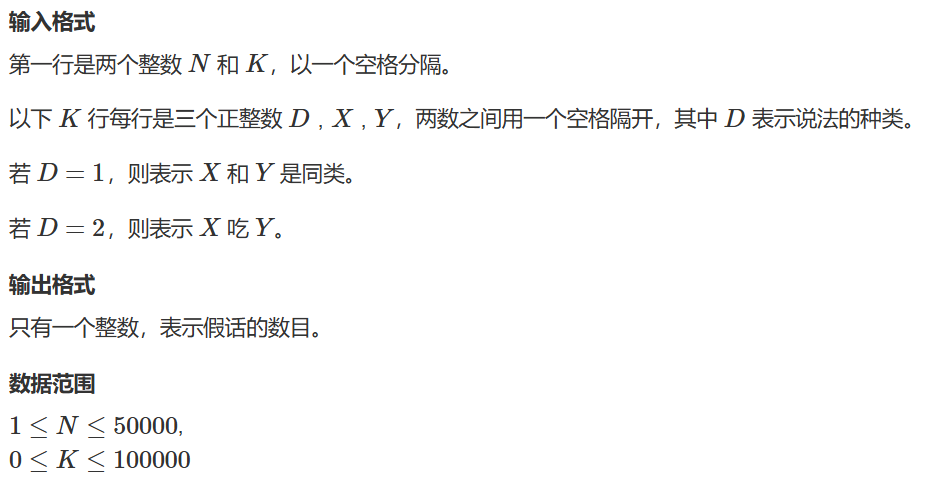 输入格式
第一行是两个整数 N 和 K，以一个空格分隔。
以下 K 行每行是三个正整数 D，X，Y，两数之间用一个空格隔开，其中 D 表示说法的种类。
若 D = 1，则表示 X 和 Y 是同类。
若 D = 2，则表示 X 吃 Y。
输出格式
只有一个整数，表示假话的数目。
数据范围
1 ≤ N ≤ 50000,
0 ≤ K ≤ 100000